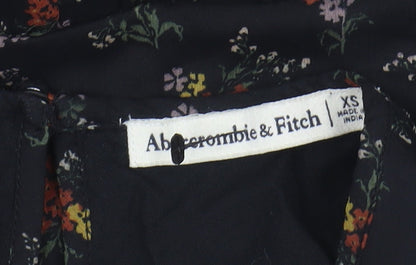 Abercrombie & Fitch
XS
MADE IN
INDIA